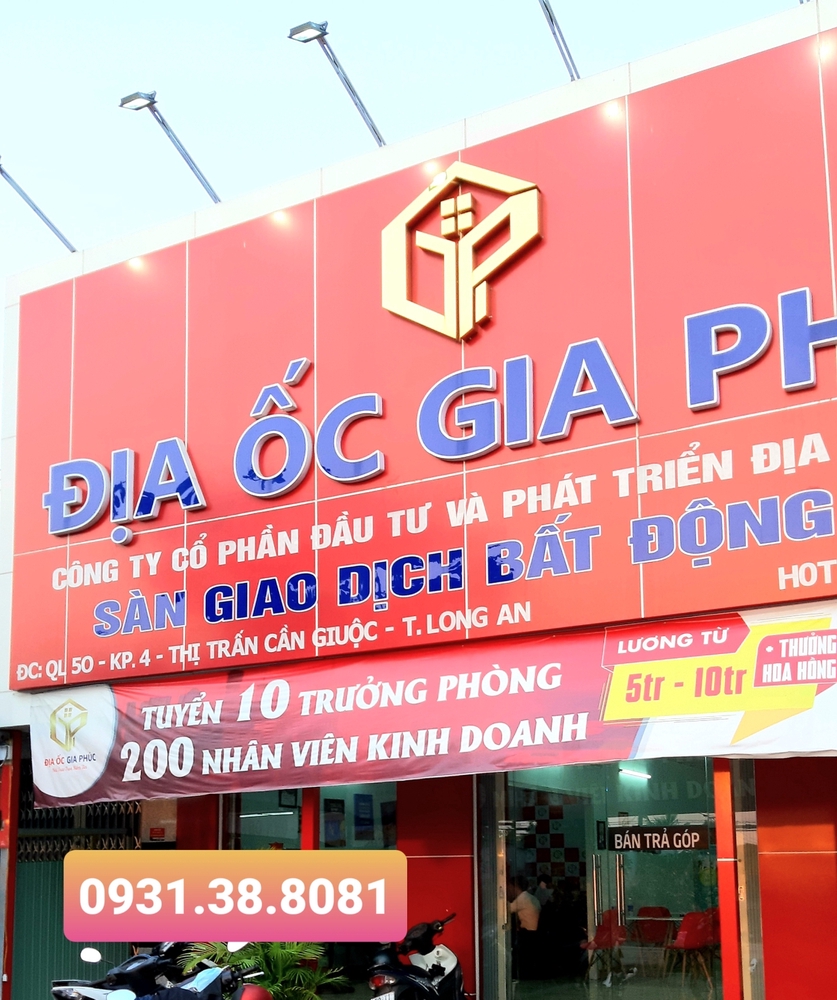 ĐỊA ỐC GIA PH
CÔNG TY CỔ PHẦN ĐẦU TƯ VÀ PHÁT TRIỂN ĐỊA
SÀN GIAO DỊCH BẤT ĐỘNG
HOT
ĐC: QL 50 - KP. 4 - THỊ TRẤN CẦN GIUỘC - T. LONG AN
TUYỂN 10 TRƯỞNG PHÒNG
200 NHÂN VIÊN KINH DOANH
LƯƠNG TỪ
5tr - 10tr
• THƯỞNG
HOA HỒNG
ĐỊA ỐC GIA PHÚC
BÁN TRẢ GÓP
0931.38.8081